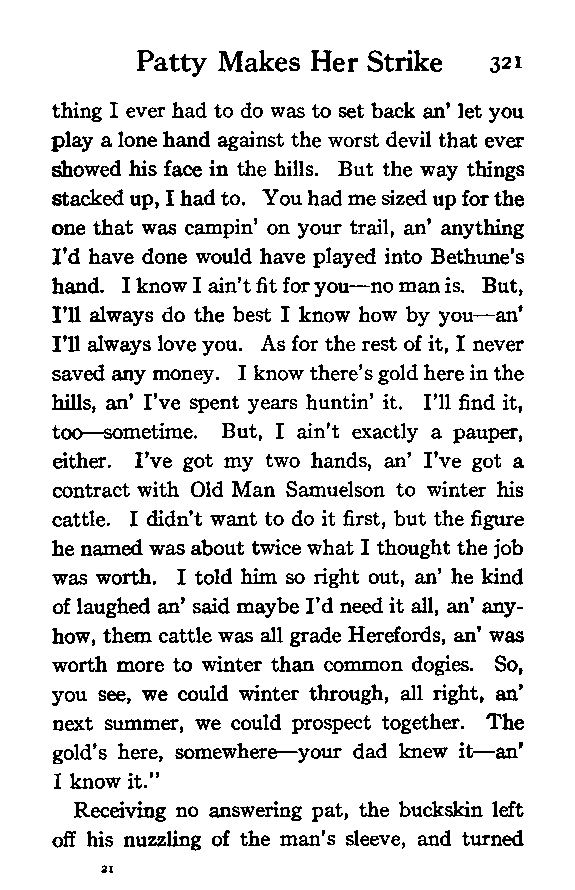 Patty Makes Her Strike 321
thing I ever had to do was to set back an' let you
play a lone hand against the worst devil that ever
showed his face in the hills. But the way things
stacked up, I had to. You had me sized up for the
one that was campin' on your trail, an' anything
I'd have done would have played into Bethune's
hand. I know I ain't fit for you—no man is. But,
I'll always do the best I know how by you—an'
I'll always love you. As for the rest of it, I never
saved any money. I know there's gold here in the
hills, an' I've spent years huntin' it. I'll find it,
too—sometime. But, I ain't exactly a pauper,
either. I've got my two hands, an' I've got a
contract with Old Man Samuelson to winter his
cattle. I didn't want to do it first, but the figure
he named was about twice what I thought the job
was worth. I told him so right out, an' he kind
of laughed an' said maybe I'd need it all, an' any-
how, them cattle was all grade Herefords, an' was
worth more to winter than common dogies. So,
you see, we could winter through, all right, an'
next summer, we could prospect together. The
gold's here, somewhere—your dad knew it—an'
I know it."
Receiving no answering pat, the buckskin left
off his nuzzling of the man's sleeve, and turned
21